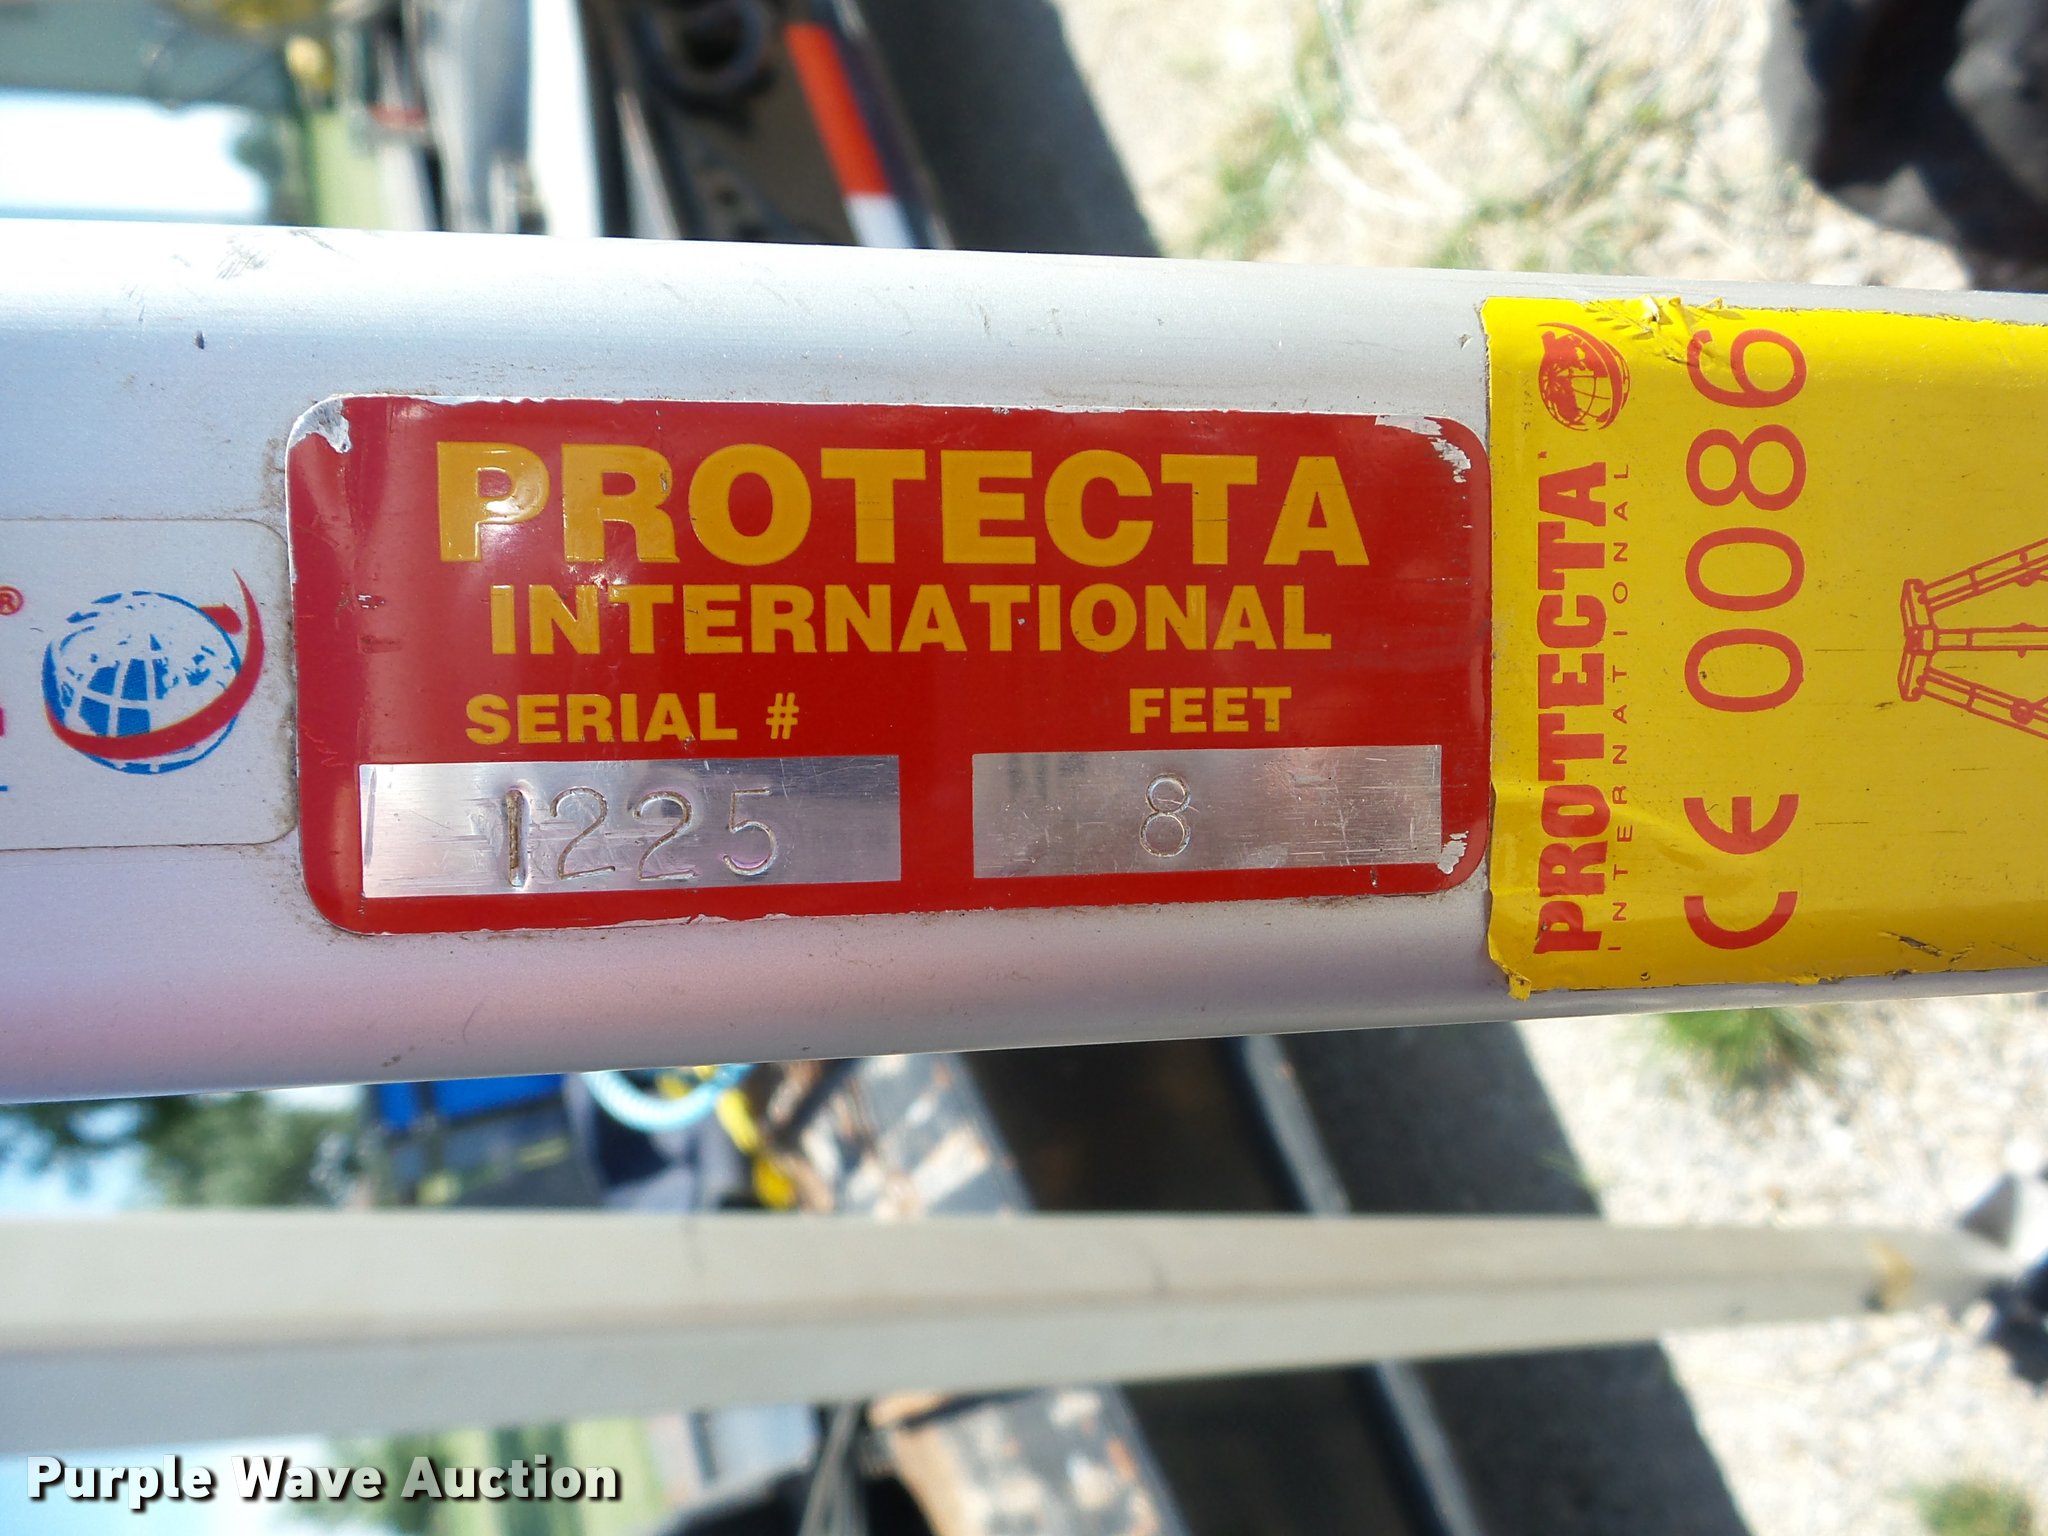 ®
PROTECTA
INTERNATIONAL
SERIAL # FEET
1225 8
PROTECTA
INTERNATIONAL
CE 0086
Purple Wave Auction